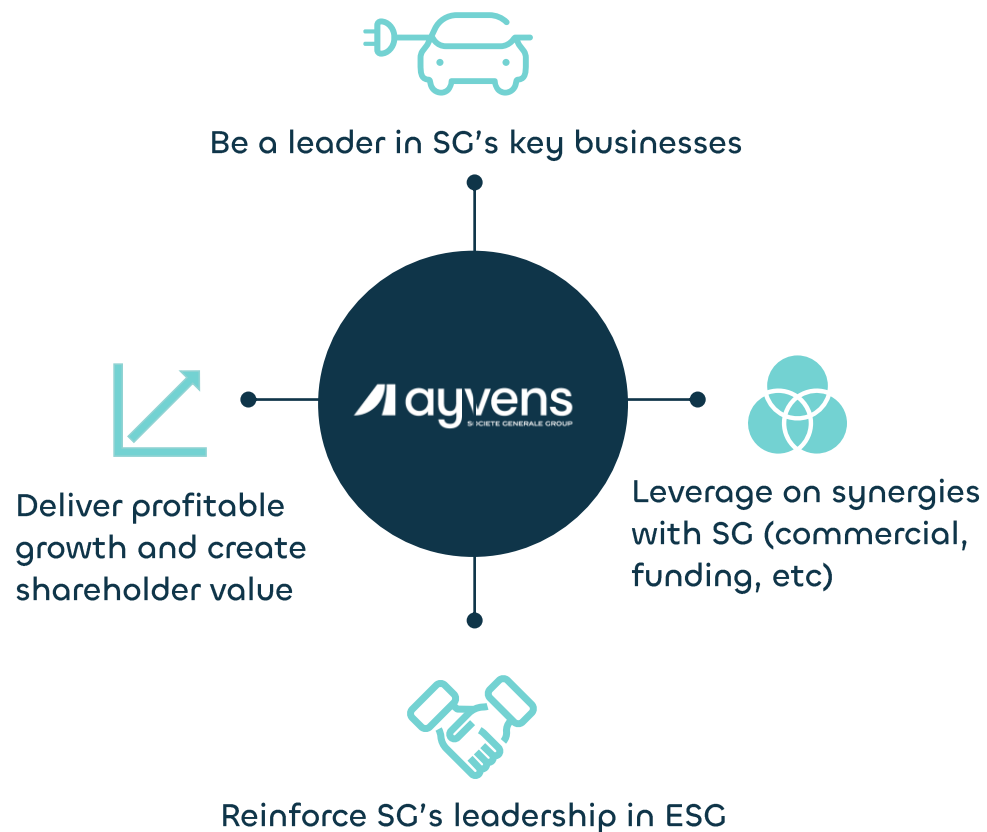 Be a leader in SG's key businesses
ayvens
SOCIETE GENERALE GROUP
Deliver profitable
growth and create
shareholder value
Leverage on synergies
with SG (commercial,
funding, etc)
Reinforce SG's leadership in ESG